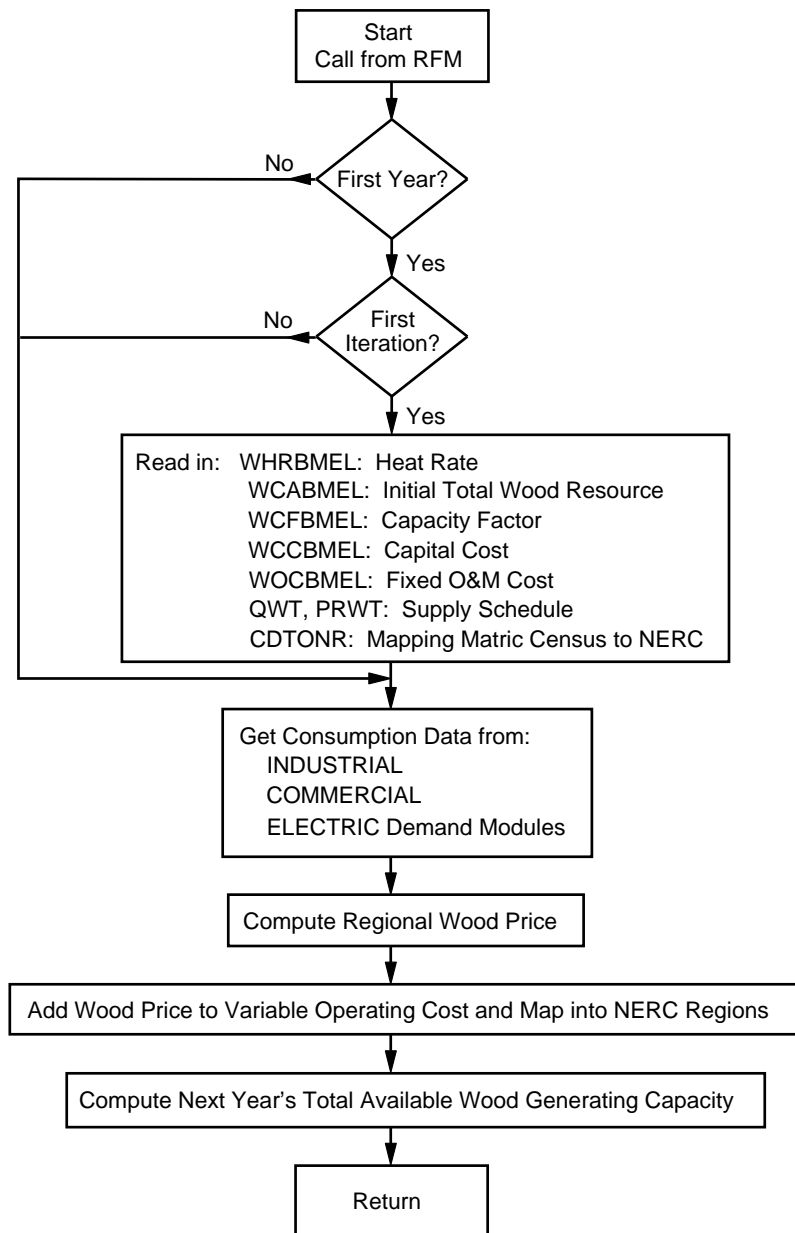 Start
Call from RFM
No
First Year?
Yes
No
First
Iteration?
Yes
Read in: WHRBMEL: Heat Rate
WCABMEL: Initial Total Wood Resource
WCFBMEL: Capacity Factor
WCCBMEL: Capital Cost
WOCBMEL: Fixed O&M Cost
QWT, PRWT: Supply Schedule
CDTONR: Mapping Matric Census to NERC
Get Consumption Data from:
INDUSTRIAL
COMMERCIAL
ELECTRIC Demand Modules
Compute Regional Wood Price
Add Wood Price to Variable Operating Cost and Map into NERC Regions
Compute Next Year's Total Available Wood Generating Capacity
Return